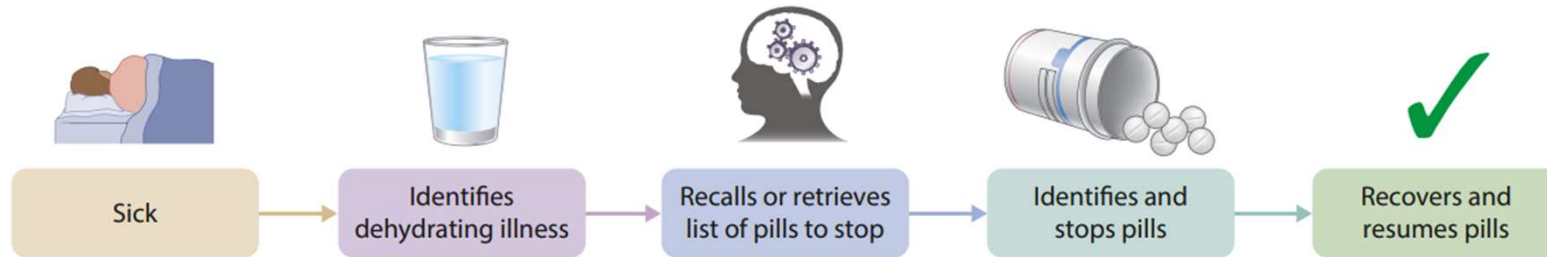 Sick
Identifies
dehydrating illness
Recalls or retrieves
list of pills to stop
Identifies and
stops pills
Recovers and
resumes pills